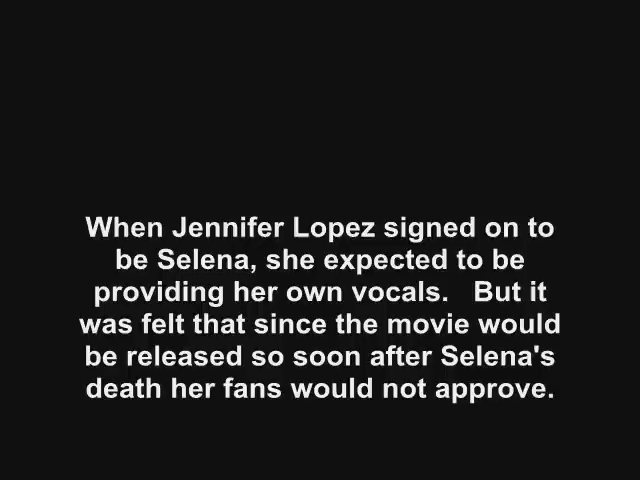 When Jennifer Lopez signed on to
be Selena, she expected to be
providing her own vocals.   But it
was felt that since the movie would
be released so soon after Selena's
death her fans would not approve.